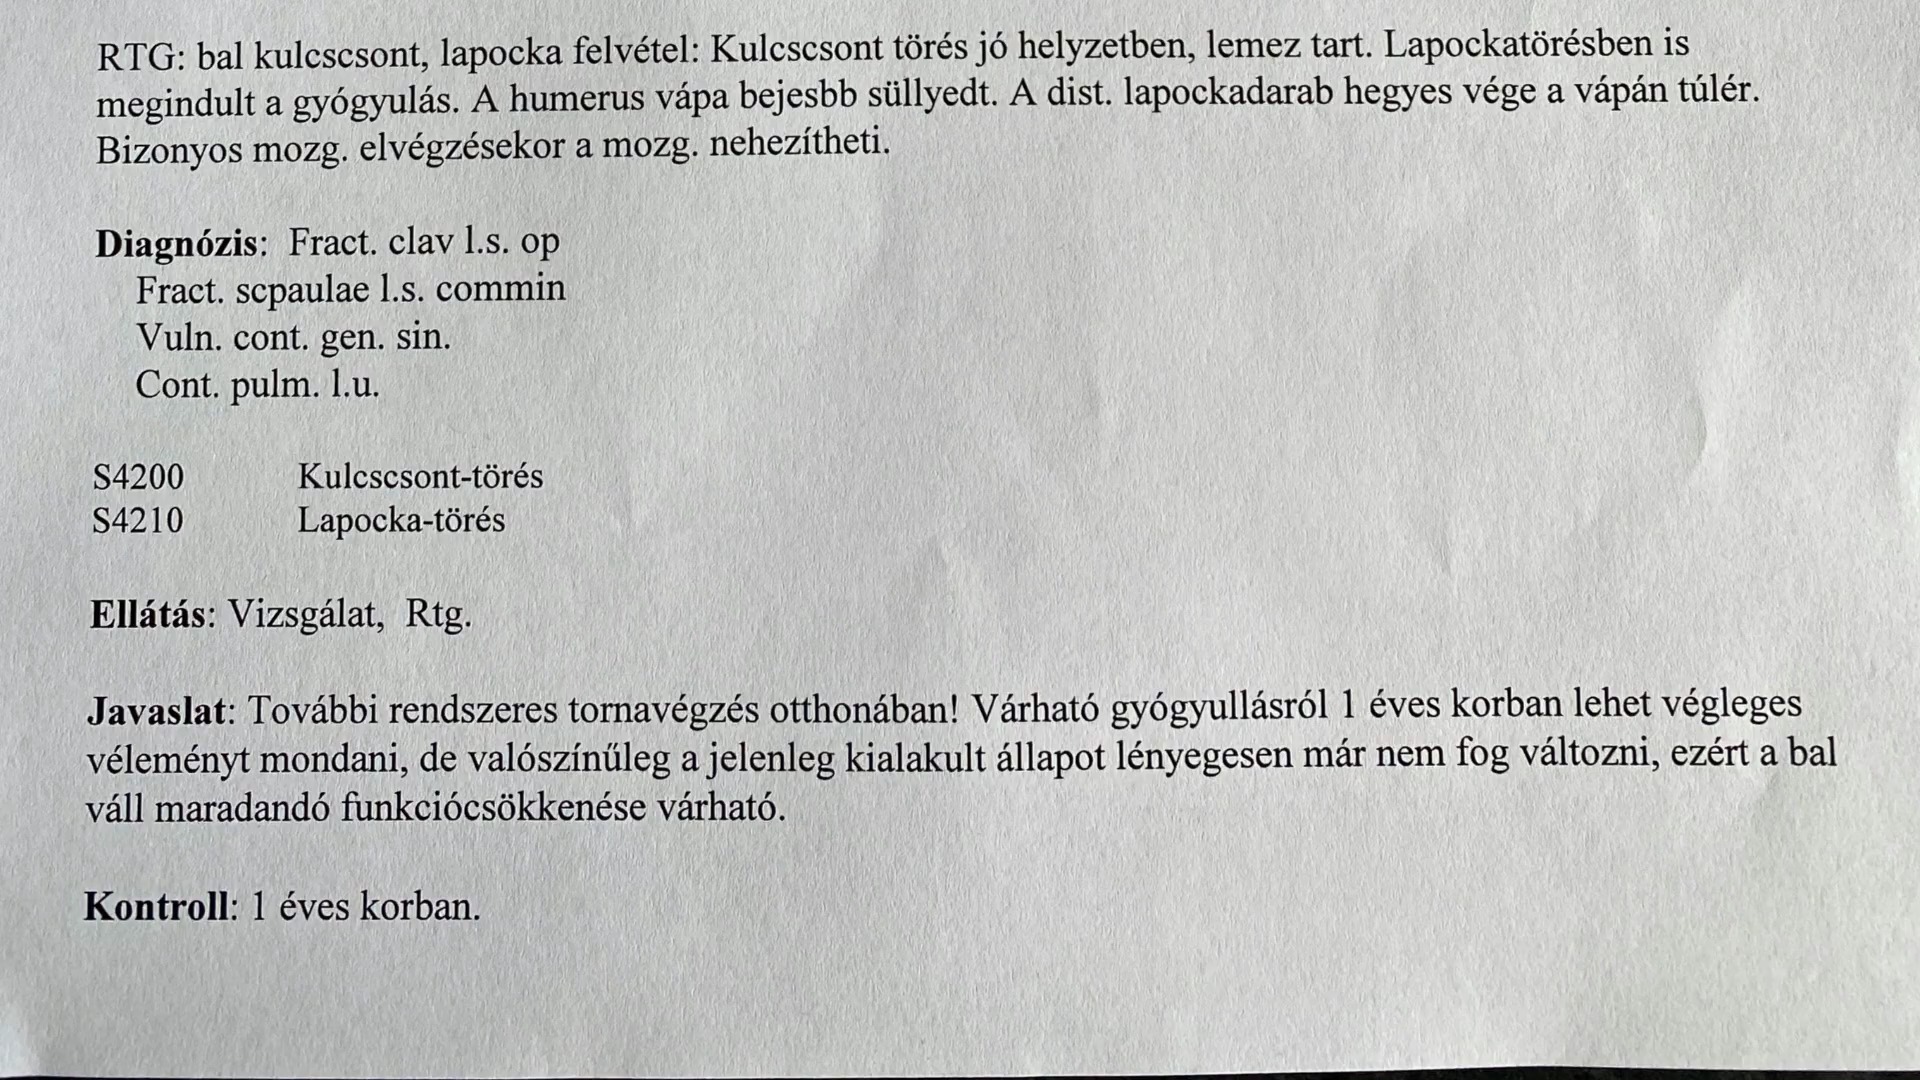 RTG: bal kulcscsont, lapocka felvétel: Kulcscsont törés jó helyzetben, lemez tart. Lapockatörésben is
megindult a gyógyulás. A humerus vápa bejesbb süllyedt. A dist. lapockadarab hegyes vége a vápán túlér.
Bizonyos mozg. elvégzésekor a mozg. nehezítheti.
Diagnózis: Fract. clav l.s. op
Fract. scpaulae l.s. commin
Vuln. cont. gen. sin.
Cont. pulm. l.u.
S4200 Kulcscsont-törés
S4210 Lapocka-törés
Ellátás: Vizsgálat, Rtg.
Javaslat: További rendszeres tornavégzés otthonában! Várható gyógyullásról 1 éves korban lehet végleges
véleményt mondani, de valószínűleg a jelenleg kialakult állapot lényegesen már nem fog változni, ezért a bal
váll maradandó funkciócsökkenése várható.
Kontroll: 1 éves korban.